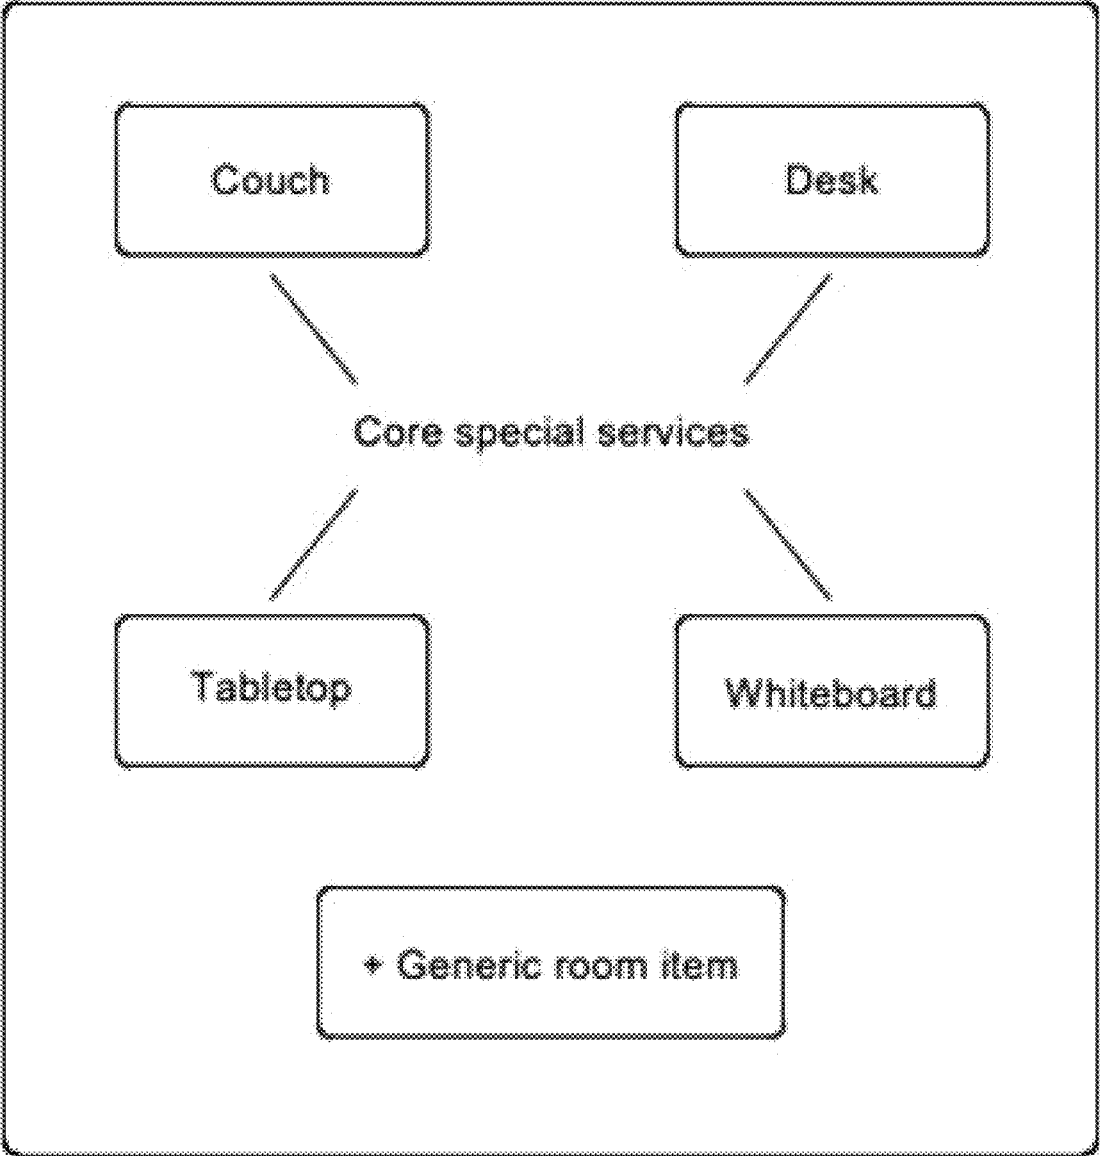 Couch
Desk
Core special services
Tabletop
Whiteboard
+ Generic room item